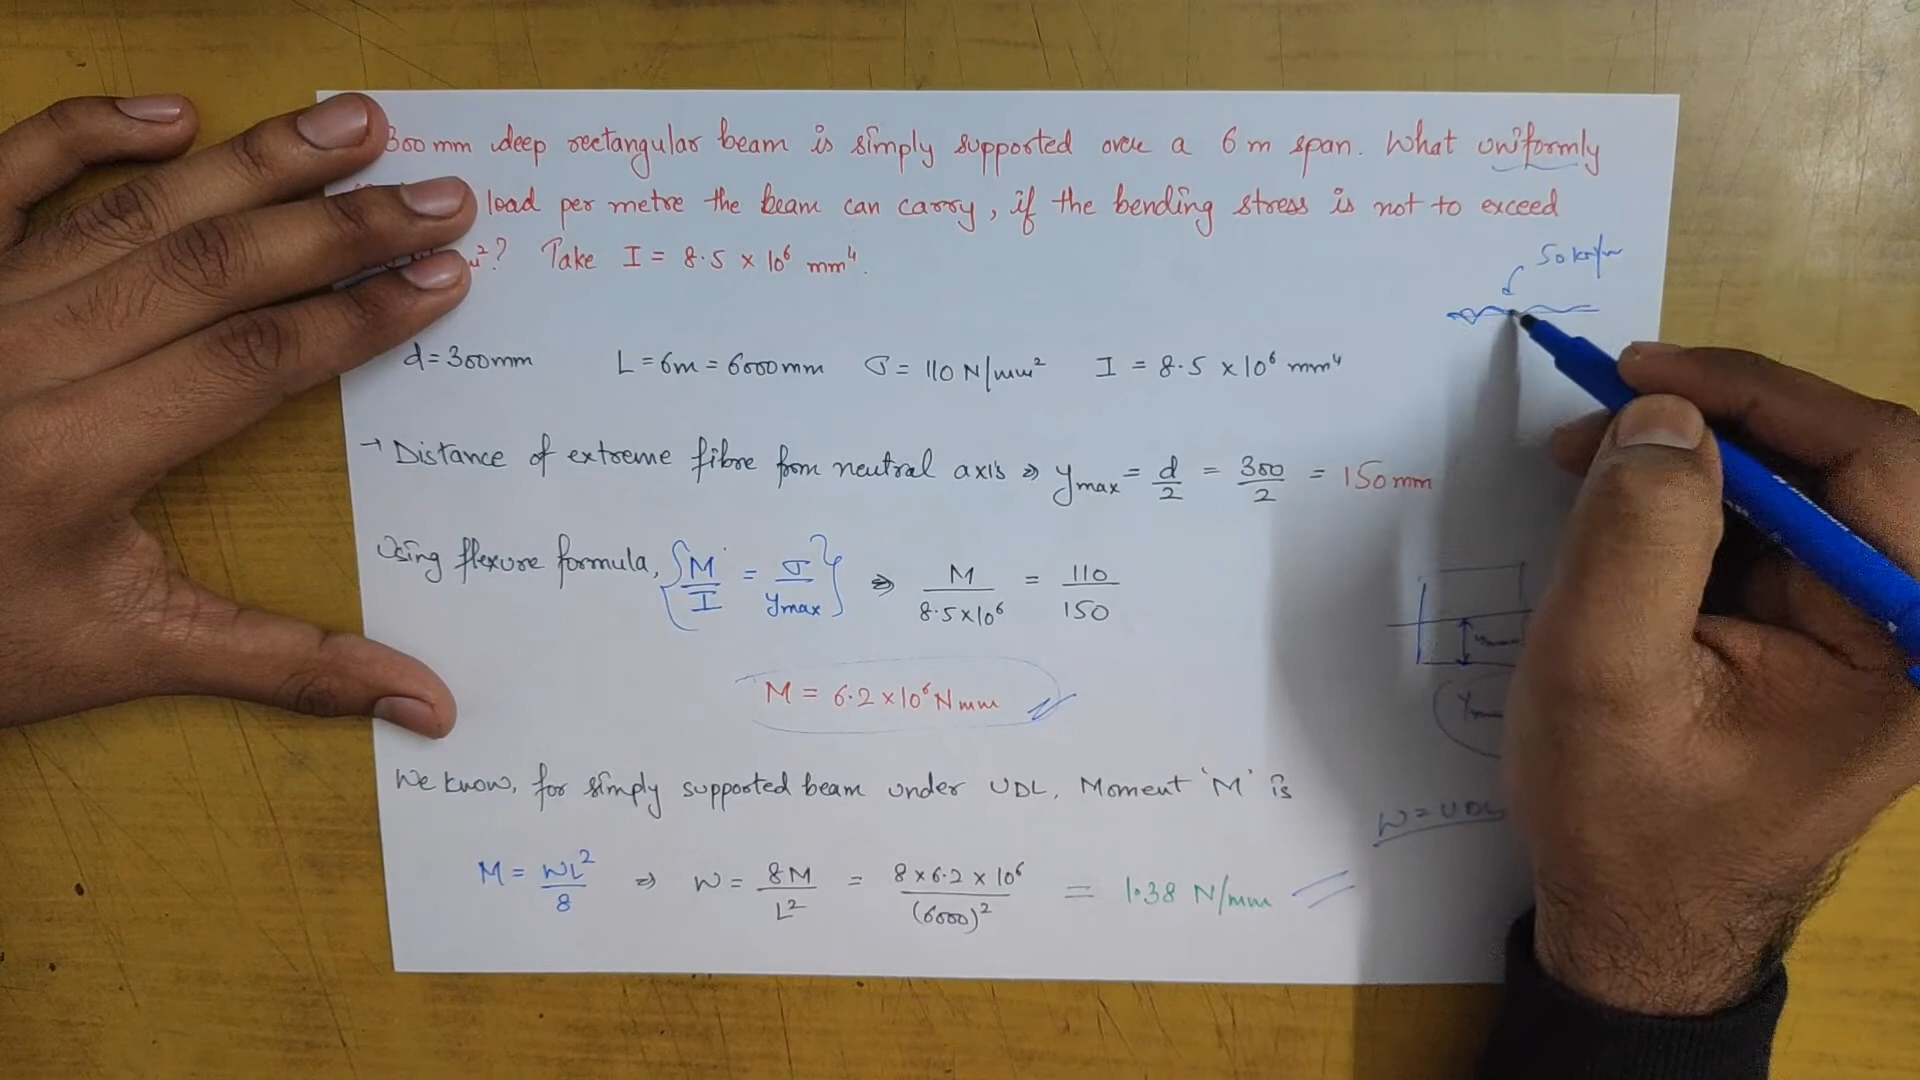 300 mm deep rectangular beam is simply supported over a 6 m span. What uniformly
load per metre the beam can carry, if the bending stress is not to exceed
²? Take I = 8.5 × 10⁶ mm⁴.
50 kN/m
d = 300mm L = 6m = 6000mm σ = 110 N/mm² I = 8.5 × 10⁶ mm⁴
→ Distance of extreme fibre from neutral axis ⇒ ymax = d/2 = 300/2 = 150mm
Using flexure formula, {M/I = σ/ymax} ⇒ M/8.5×10⁶ = 110/150
M = 6.2 × 10⁶ N mm
We know, for simply supported beam under UDL, Moment 'M' is
W = UDL
M = WL²/8 ⇒ W = 8M/L² = 8 × 6.2 × 10⁶/(6000)² = 1.38 N/mm